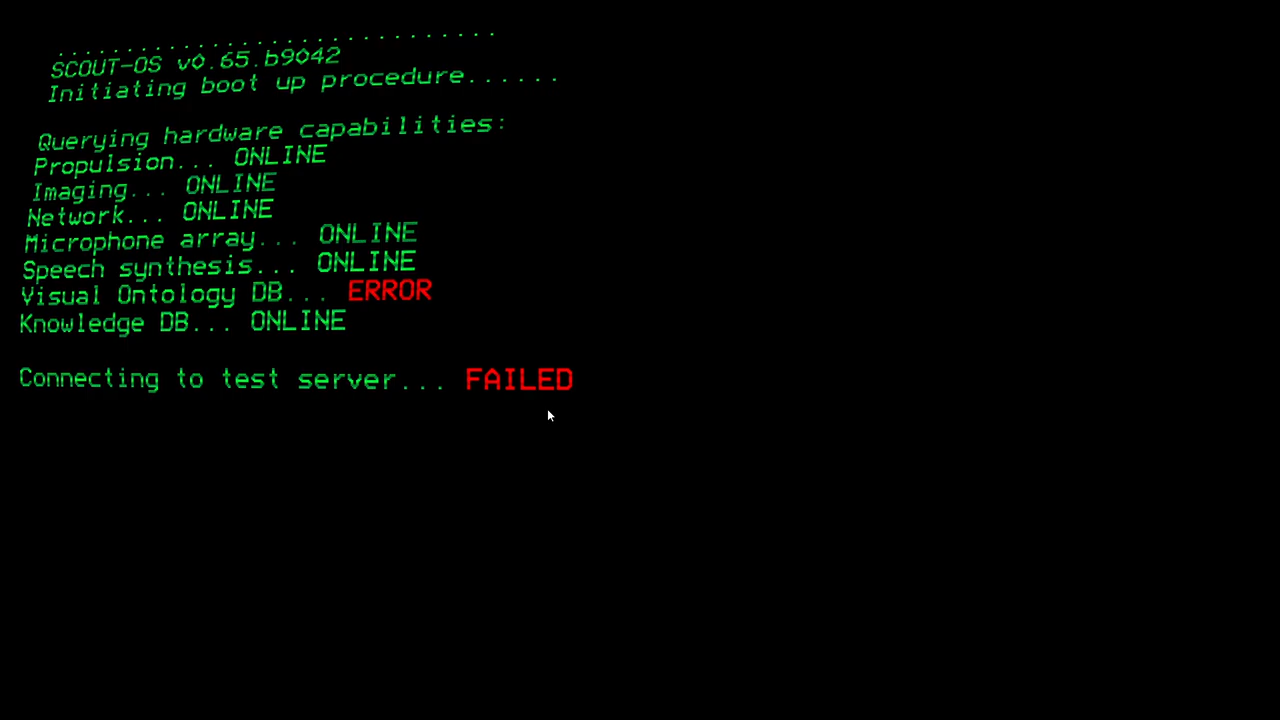 ................................
SCOUT-OS v0.65.b9042
Initiating boot up procedure......
Querying hardware capabilities:
Propulsion... ONLINE
Imaging... ONLINE
Network... ONLINE
Microphone array... ONLINE
Speech synthesis... ONLINE
Visual Ontology DB... ERROR
Knowledge DB... ONLINE
Connecting to test server... FAILED